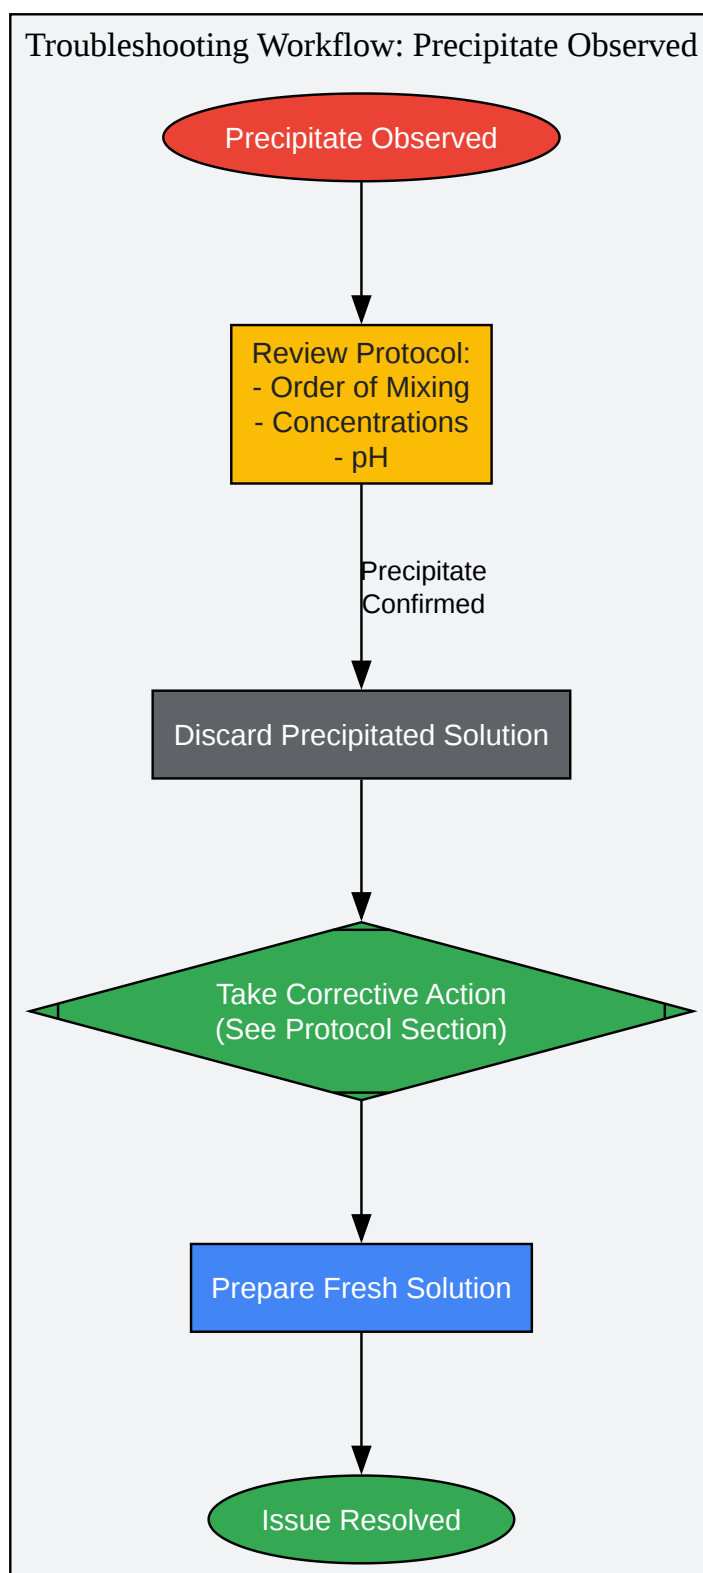 Troubleshooting Workflow: Precipitate Observed
Precipitate Observed
Review Protocol:
- Order of Mixing
- Concentrations
- pH
Precipitate
Confirmed
Discard Precipitated Solution
Take Corrective Action
(See Protocol Section)
Prepare Fresh Solution
Issue Resolved